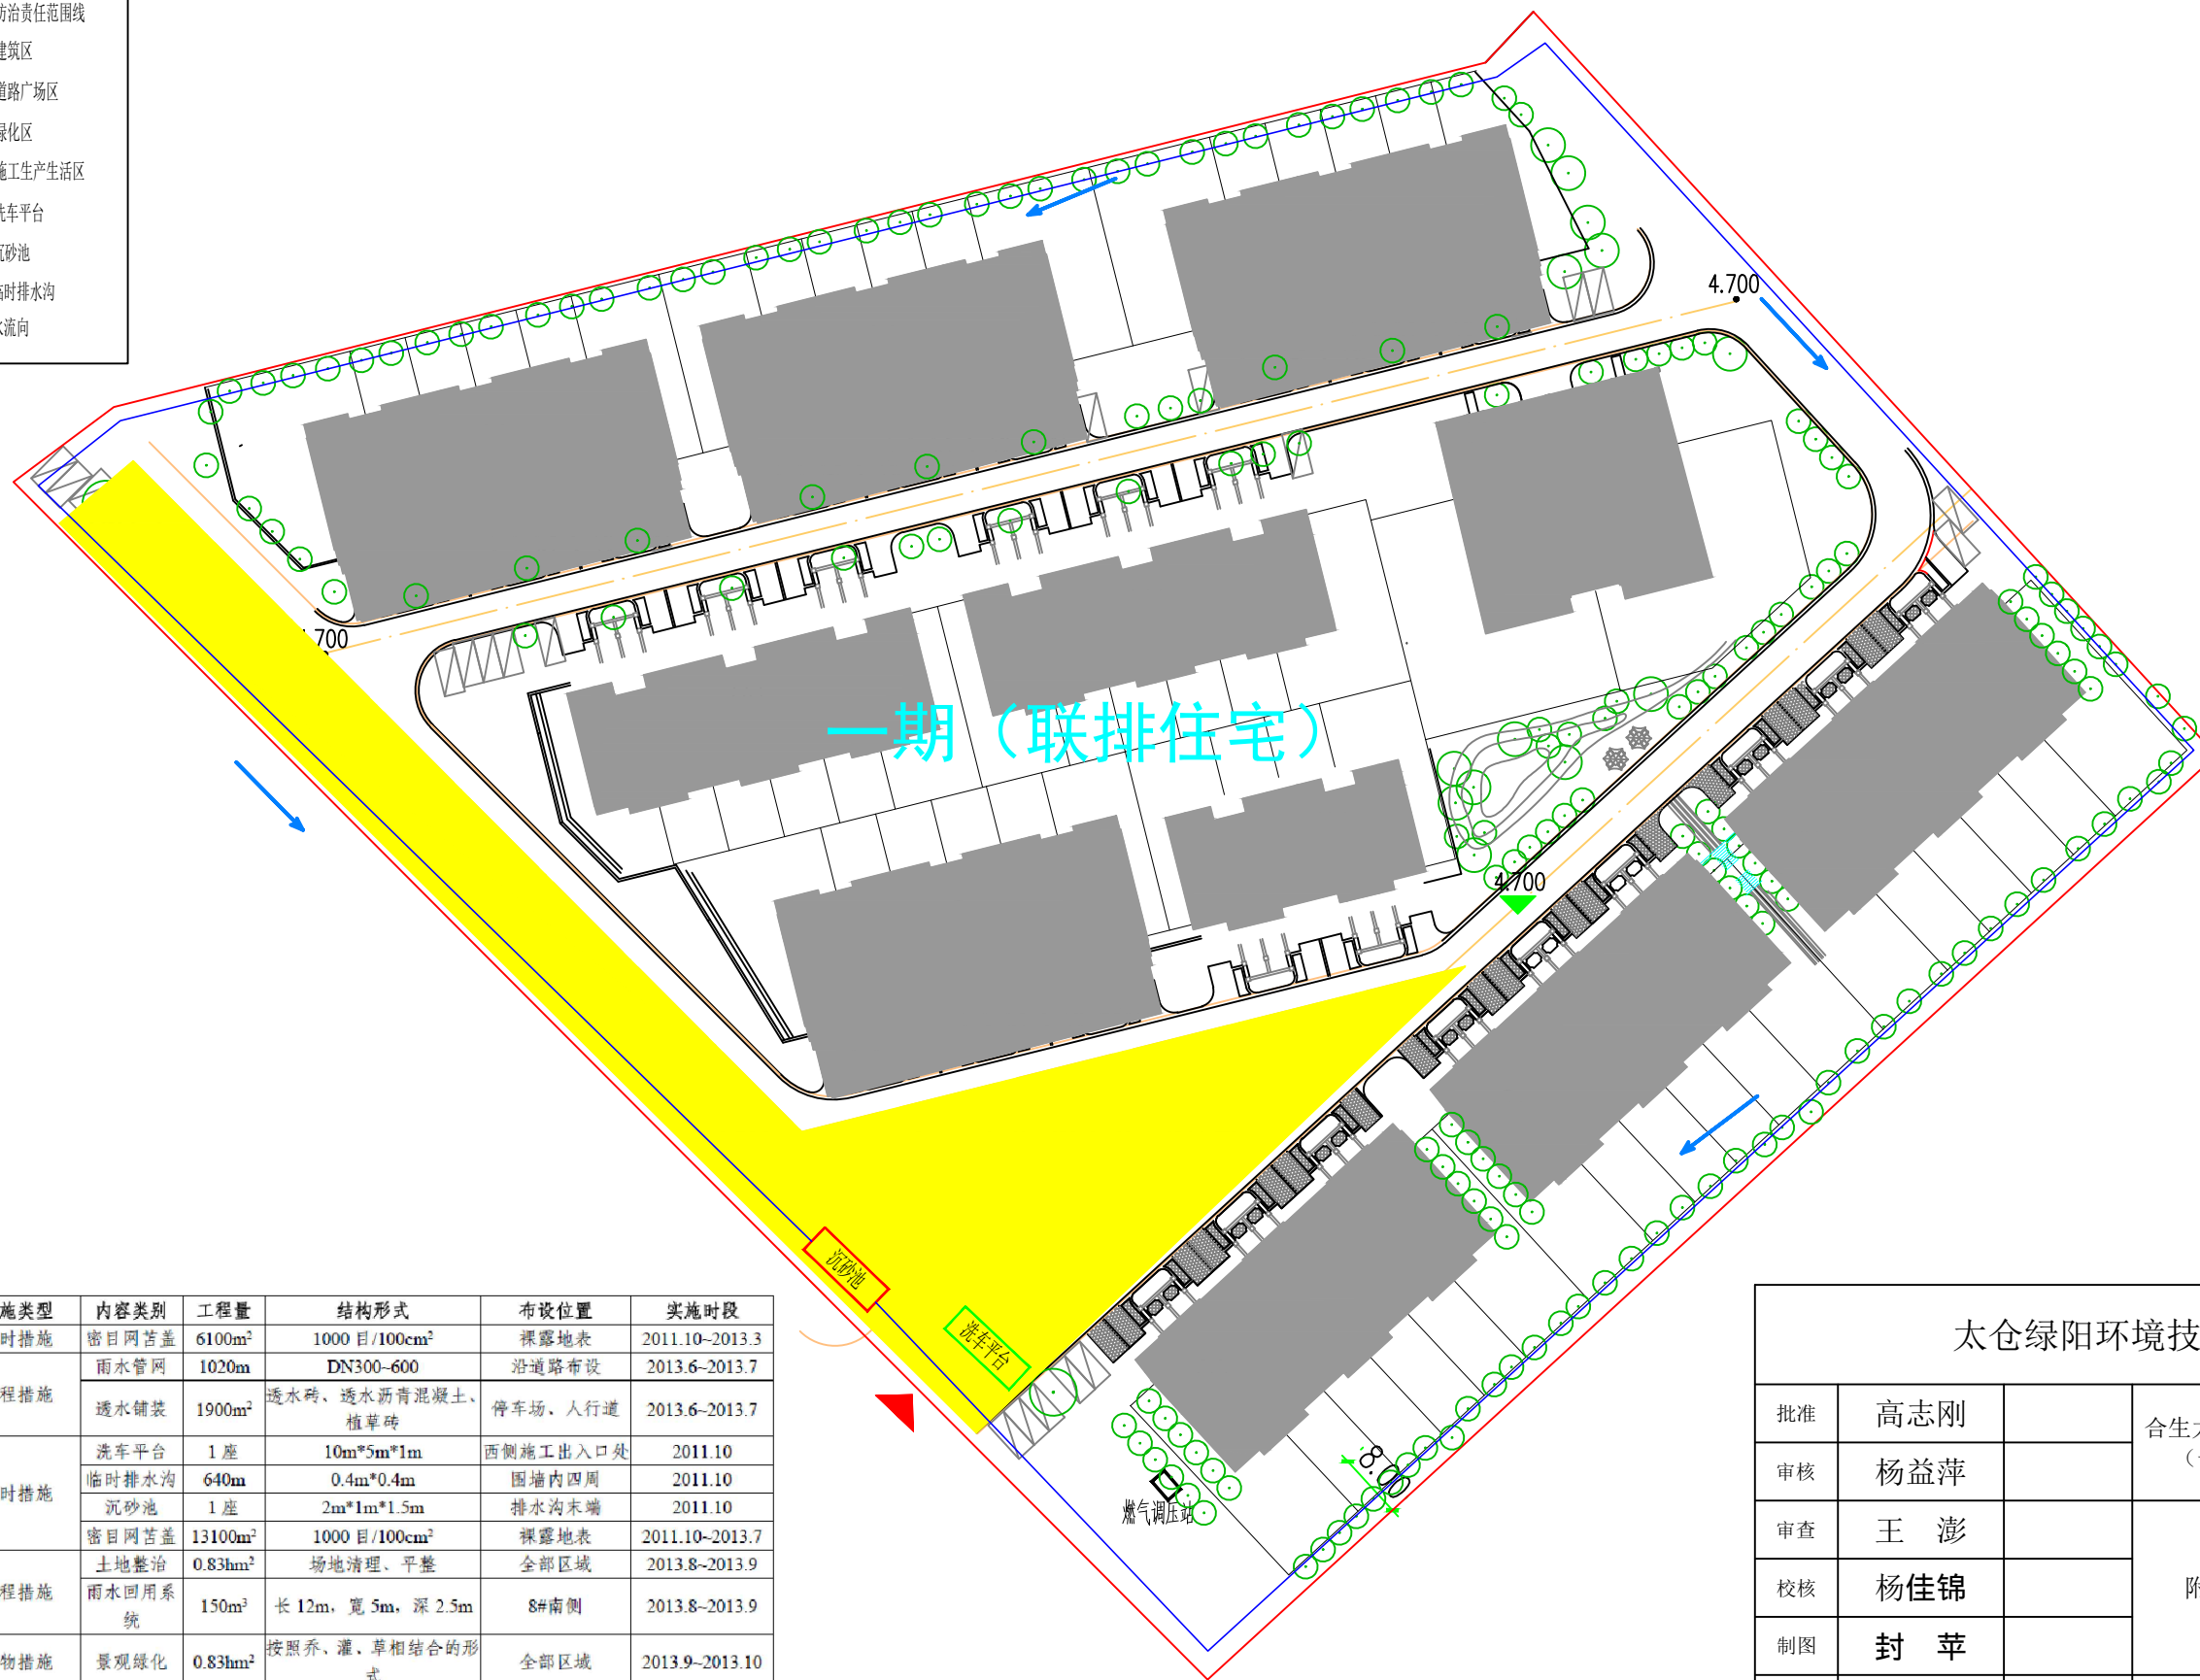 防治责任范围线
建筑区
道路广场区
绿化区
施工生产生活区
洗车平台
沉砂池
临时排水沟
水流向
4.700
.700
一期（联排住宅）
4.700
沉砂池
洗车平台
8.00
燃气调压站
施类型 内容类别 工程量 结构形式 布设位置 实施时段
时措施 密目网苫盖 6100m² 1000 目/100cm² 裸露地表 2011.10~2013.3
程措施 雨水管网 1020m DN300~600 沿道路布设 2013.6~2013.7
透水铺装 1900m² 透水砖、透水沥青混凝土、植草砖 停车场、人行道 2013.6~2013.7
时措施 洗车平台 1 座 10m*5m*1m 西侧施工出入口处 2011.10
临时排水沟 640m 0.4m*0.4m 围墙内四周 2011.10
沉砂池 1 座 2m*1m*1.5m 排水沟末端 2011.10
密目网苫盖 13100m² 1000 目/100cm² 裸露地表 2011.10~2013.7
程措施 土地整治 0.83hm² 场地清理、平整 全部区域 2013.8~2013.9
雨水回用系统 150m³ 长 12m，宽 5m，深 2.5m 8#南侧 2013.8~2013.9
物措施 景观绿化 0.83hm² 按照乔、灌、草相结合的形式 全部区域 2013.9~2013.10
太仓绿阳环境技
批准 高志刚
合生
审核 杨益萍
审查 王 澎
校核 杨佳锦
附
制图 封 苹